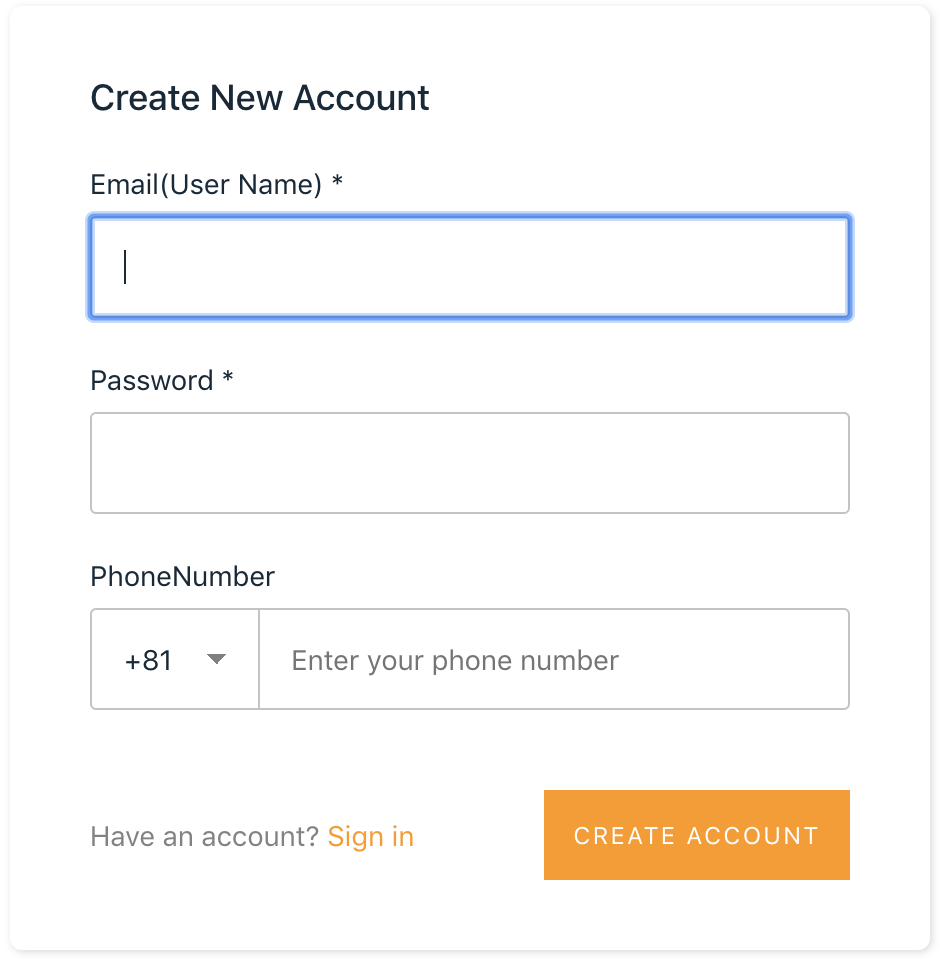 Create New Account
Email(User Name) *
Password *
PhoneNumber
+81 Enter your phone number
Have an account? Sign in CREATE ACCOUNT